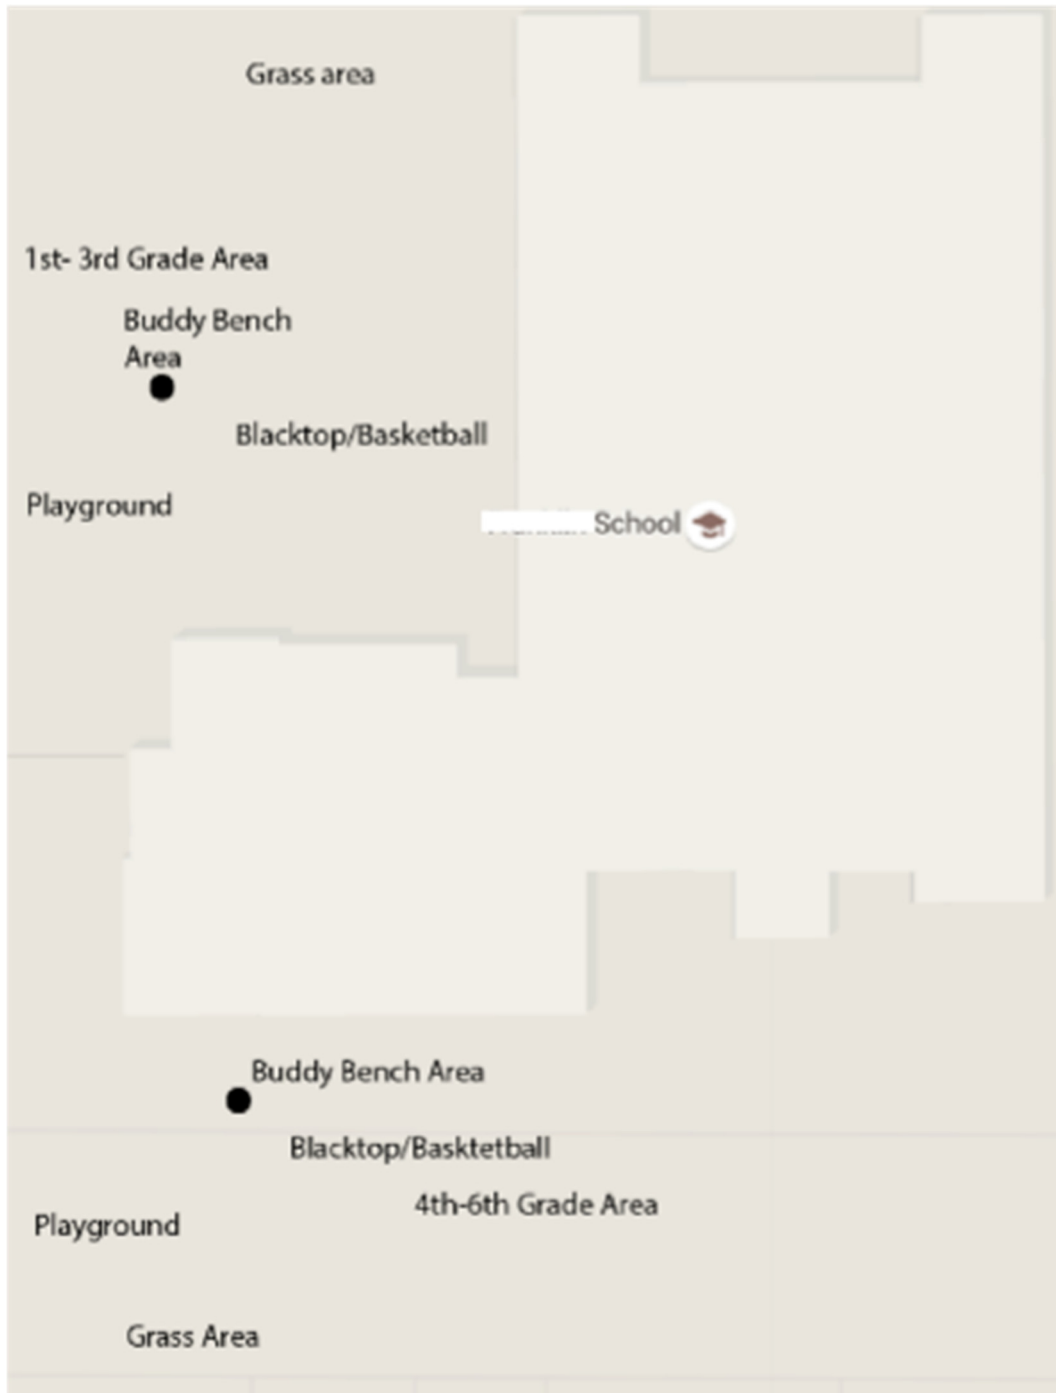 Grass area
1st- 3rd Grade Area
Buddy Bench
Area
Blacktop/Basketball
Playground
School
Buddy Bench Area
Blacktop/Basktetball
4th-6th Grade Area
Playground
Grass Area